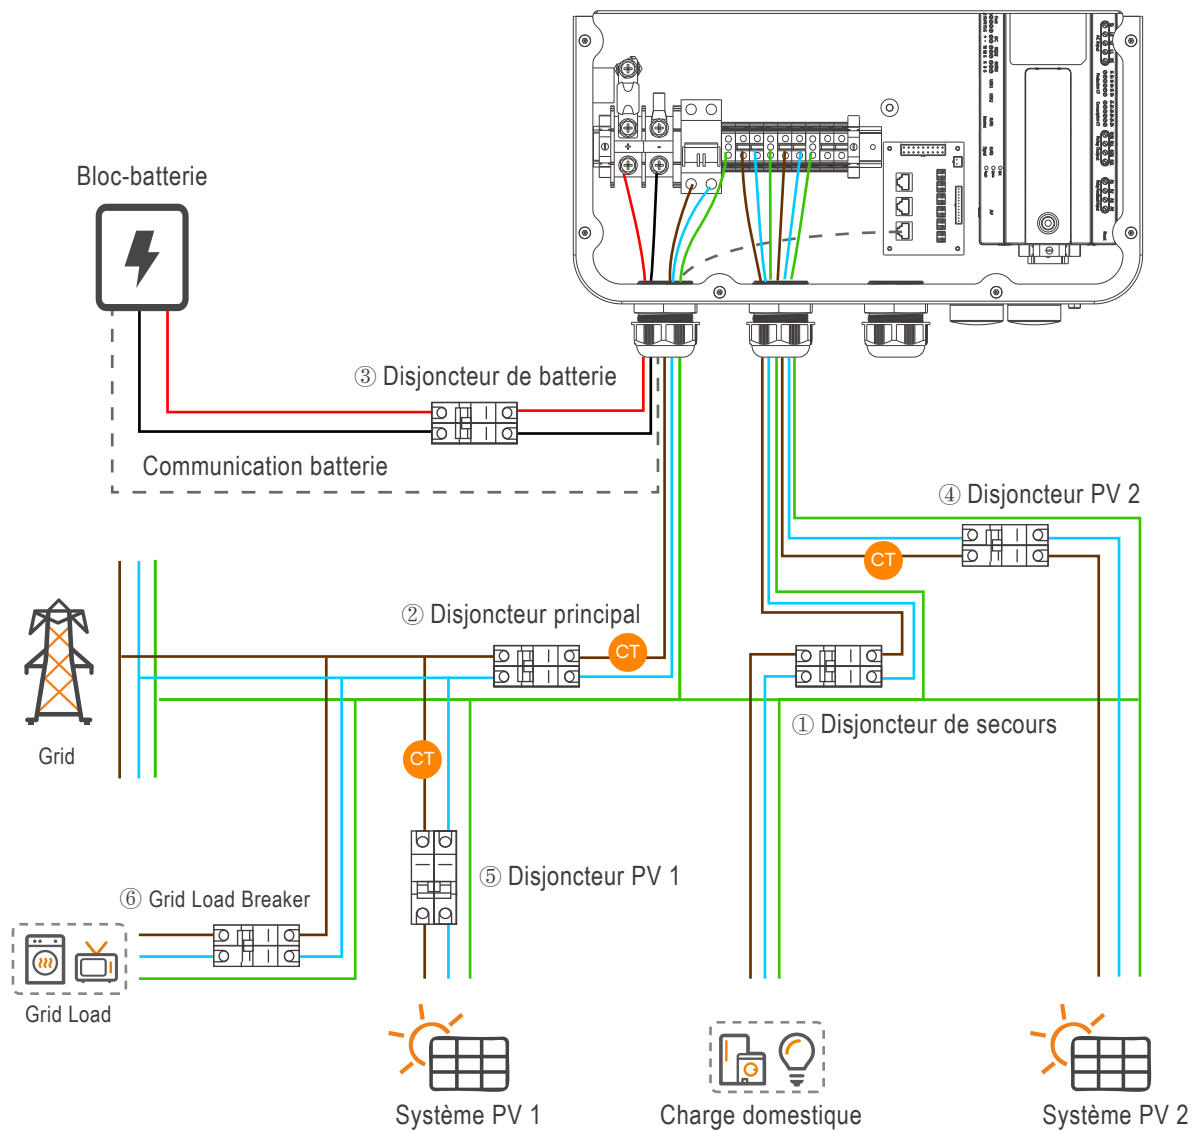 Bloc-batterie
+ -
③ Disjoncteur de batterie
Communication batterie
④ Disjoncteur PV 2
CT
② Disjoncteur principal
CT
① Disjoncteur de secours
Grid
CT
⑤ Disjoncteur PV 1
⑥ Grid Load Breaker
Grid Load
Système PV 1
Charge domestique
Système PV 2